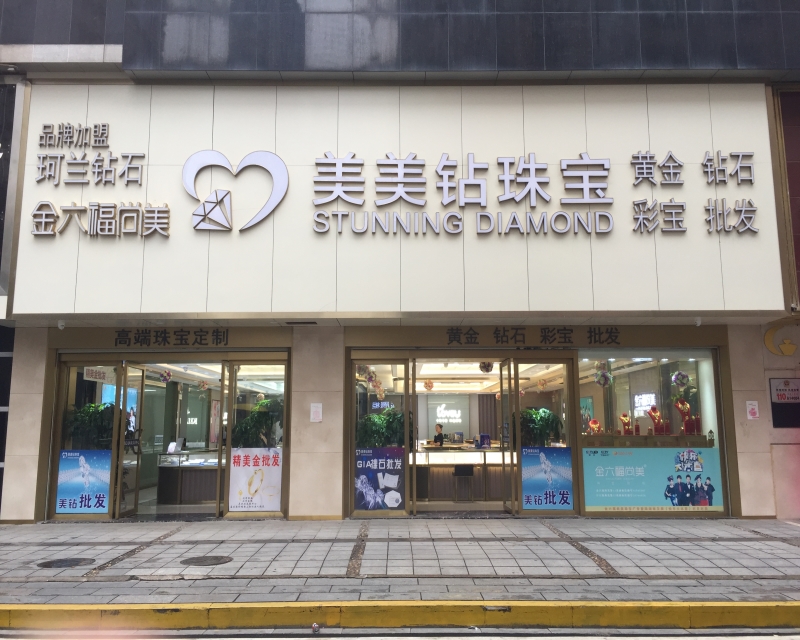 品牌加盟
珂兰钻石
金六福尚美
美美钻珠宝
STUNNING DIAMOND
黄金 钻石
彩宝 批发
高端珠宝定制
黄金 钻石 彩宝 批发
美钻批发
精美金批发
GIA禮石批发
美钻批发
金六福尚美